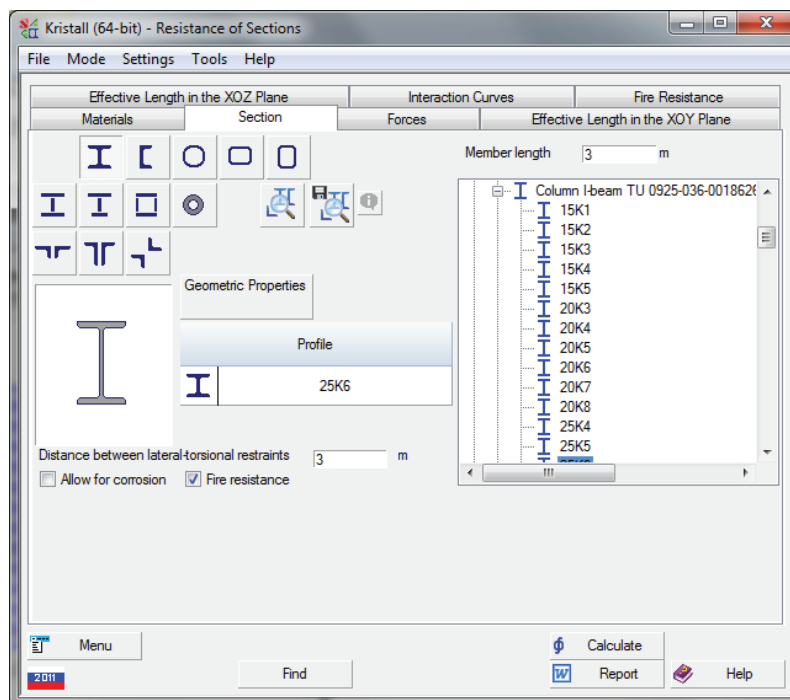 Kristall (64-bit) - Resistance of Sections
File Mode Settings Tools Help
Effective Length in the XOZ Plane Interaction Curves Fire Resistance
Materials Section Forces Effective Length in the XOY Plane
Member length 3 m
Column I-beam TU 0925-036-0018626
15K1
15K2
15K3
15K4
15K5
20K3
20K4
20K5
20K6
20K7
20K8
25K4
25K5
Geometric Properties
Profile
25K6
Distance between lateral-torsional restraints 3 m
Allow for corrosion Fire resistance
Menu Calculate
2011 Find Report Help